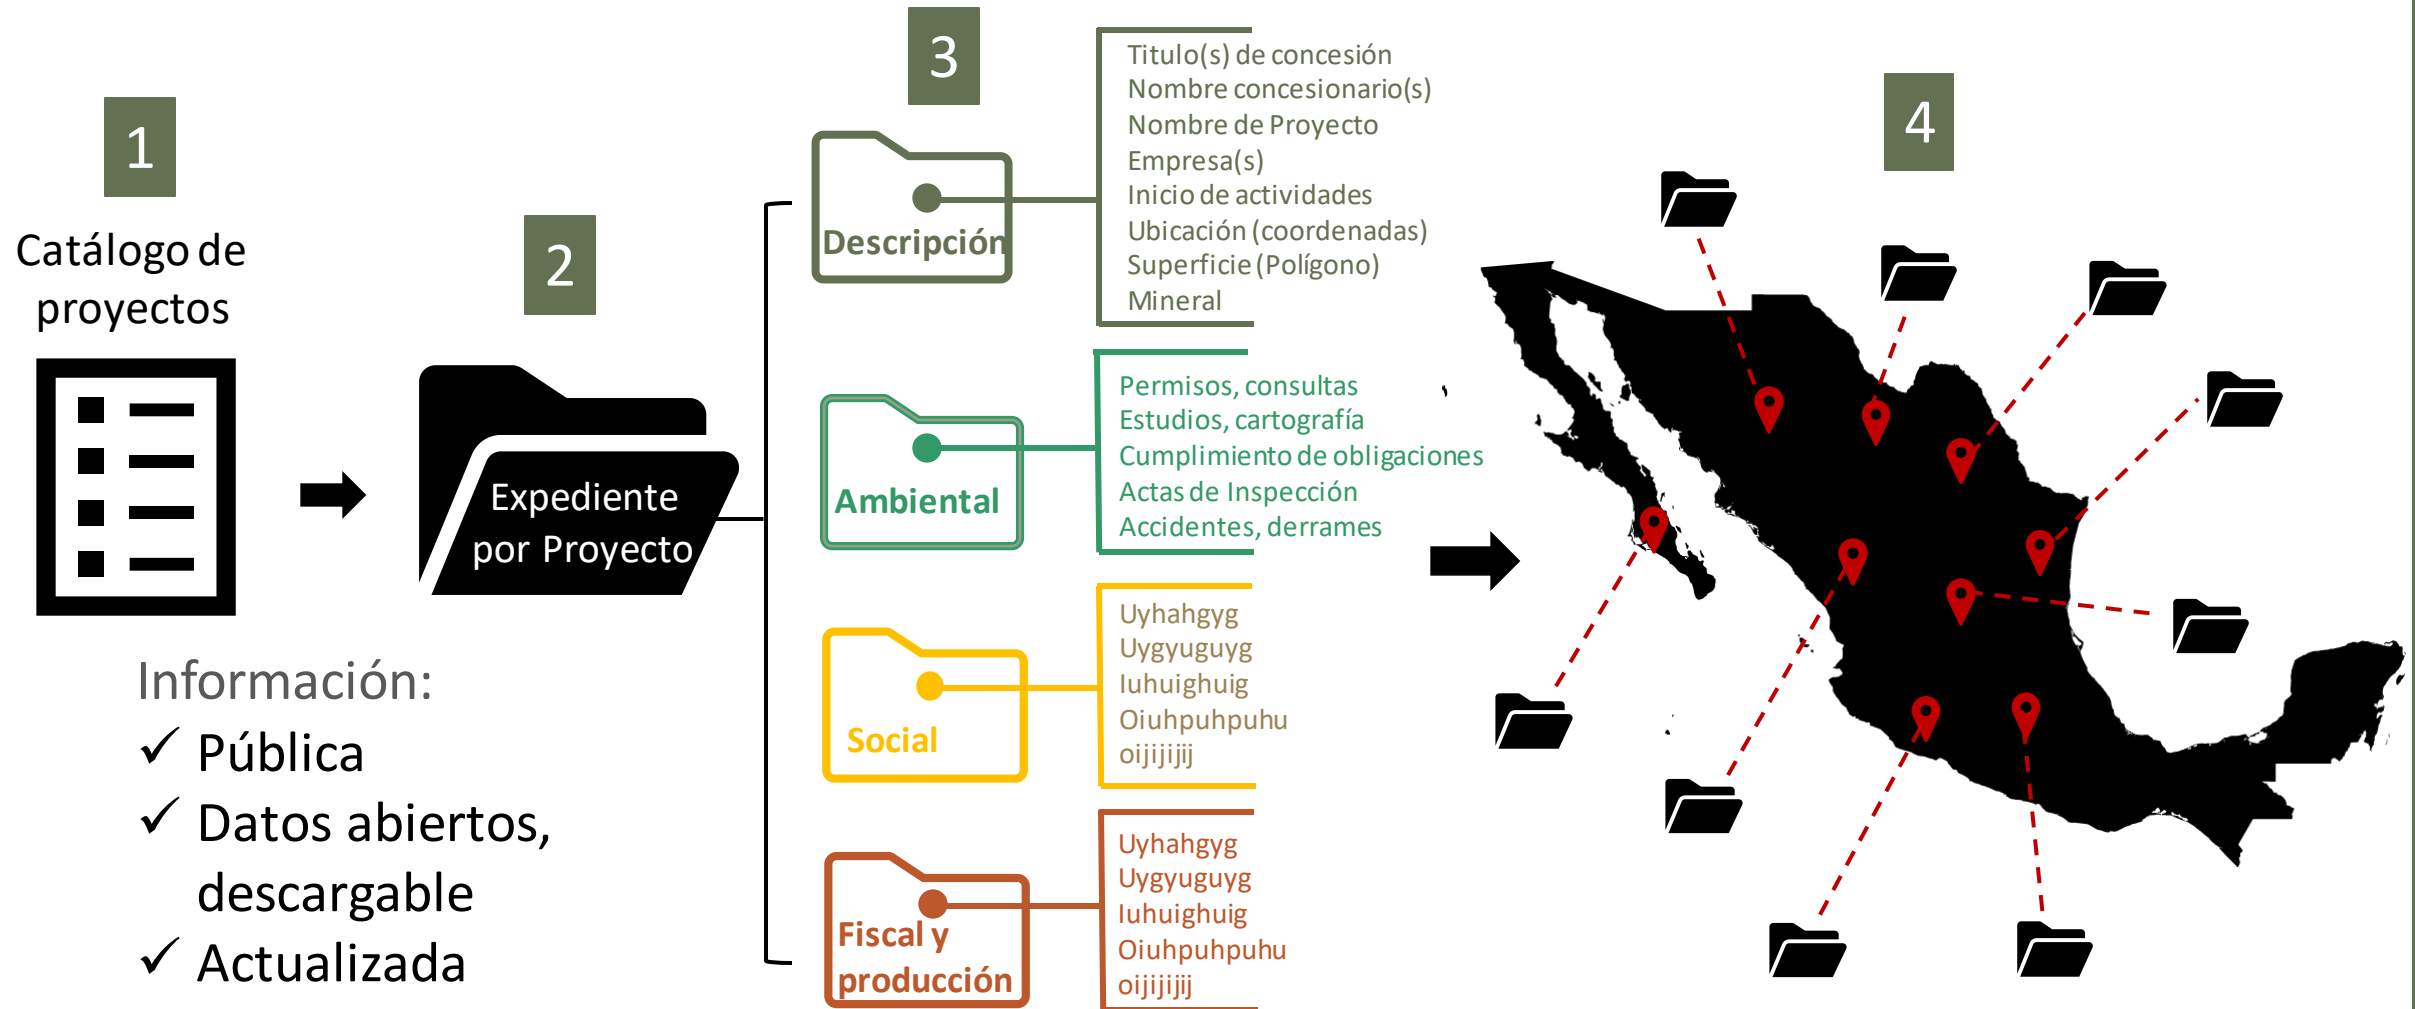 1
Catálogo de
proyectos
Información:
✓ Pública
✓ Datos abiertos,
descargable
✓ Actualizada
2
Expediente
por Proyecto
3
Descripción
Titulo(s) de concesión
Nombre concesionario(s)
Nombre de Proyecto
Empresa(s)
Inicio de actividades
Ubicación (coordenadas)
Superficie (Polígono)
Mineral
Ambiental
Permisos, consultas
Estudios, cartografía
Cumplimiento de obligaciones
Actas de Inspección
Accidentes, derrames
Social
Uyhahgyg
Uygyuguyg
Iuhuighuig
Oiuhpuhpuhu
oijijijij
Fiscal y
producción
Uyhahgyg
Uygyuguyg
Iuhuighuig
Oiuhpuhpuhu
oijijijij
4